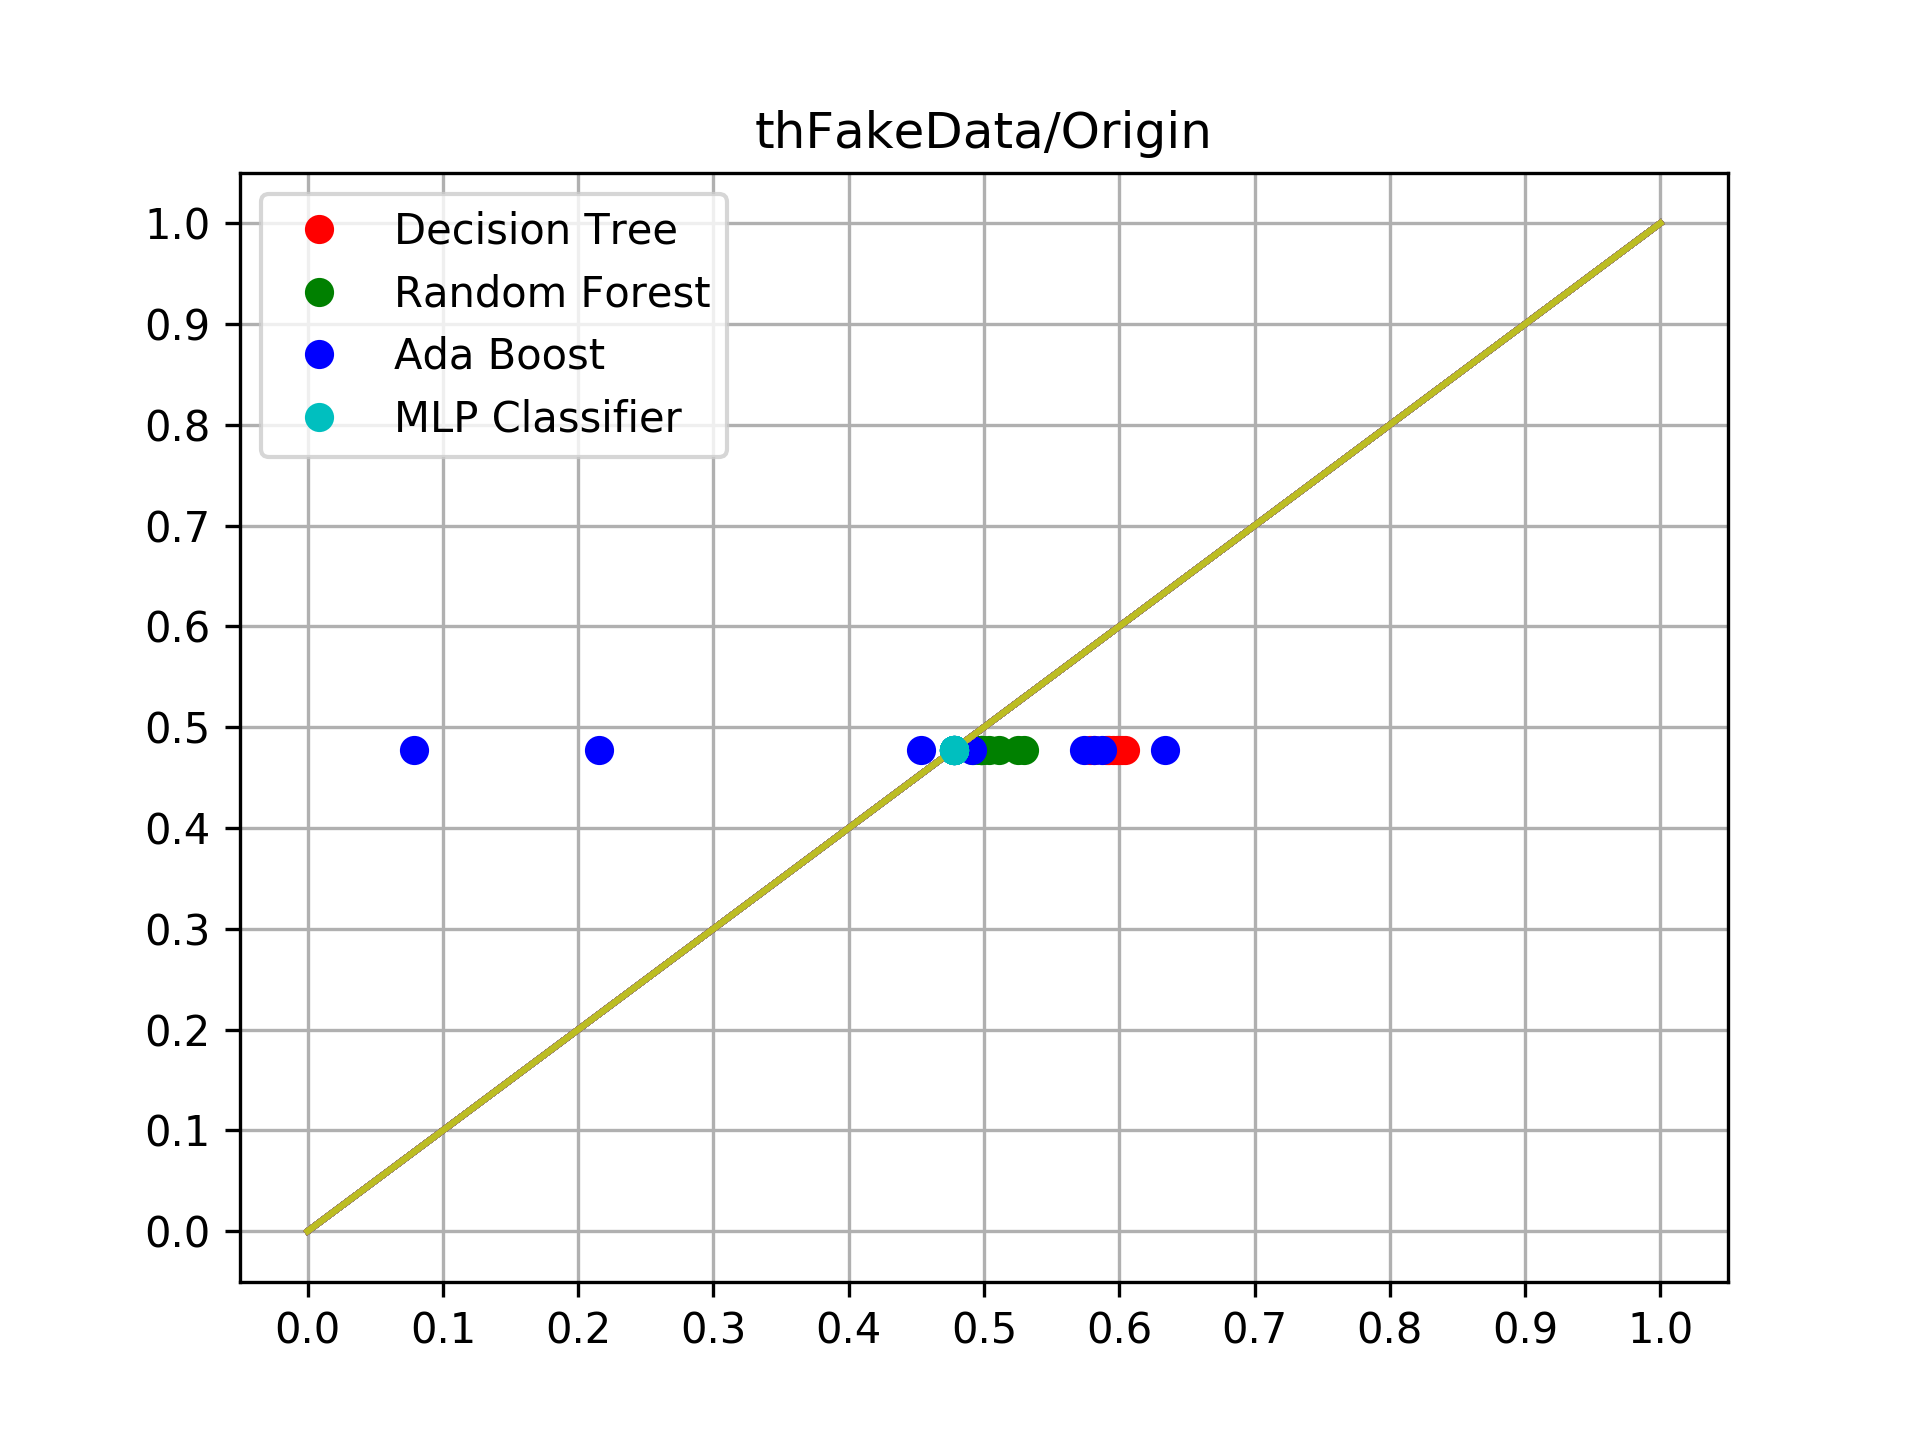 thFakeData/Origin
Decision Tree
Random Forest
Ada Boost
MLP Classifier
1.0
0.9
0.8
0.7
0.6
0.5
0.4
0.3
0.2
0.1
0.0
0.0 0.1 0.2 0.3 0.4 0.5 0.6 0.7 0.8 0.9 1.0